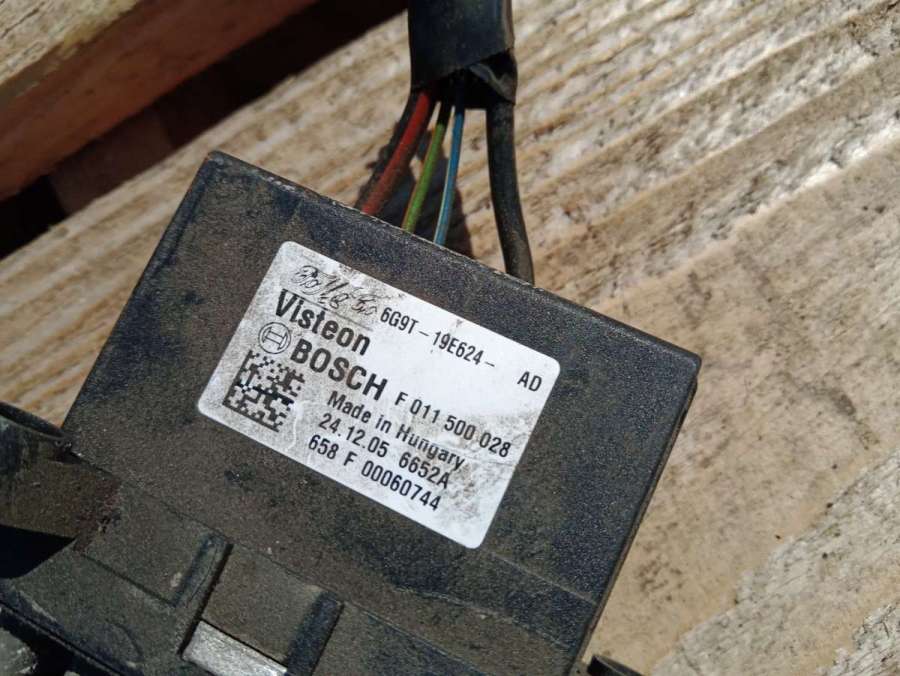 6G9T-19E624- AD
Visteon
BOSCH F 011 500 028
Made in Hungary
24.12.05 6652A
658 F 00060744